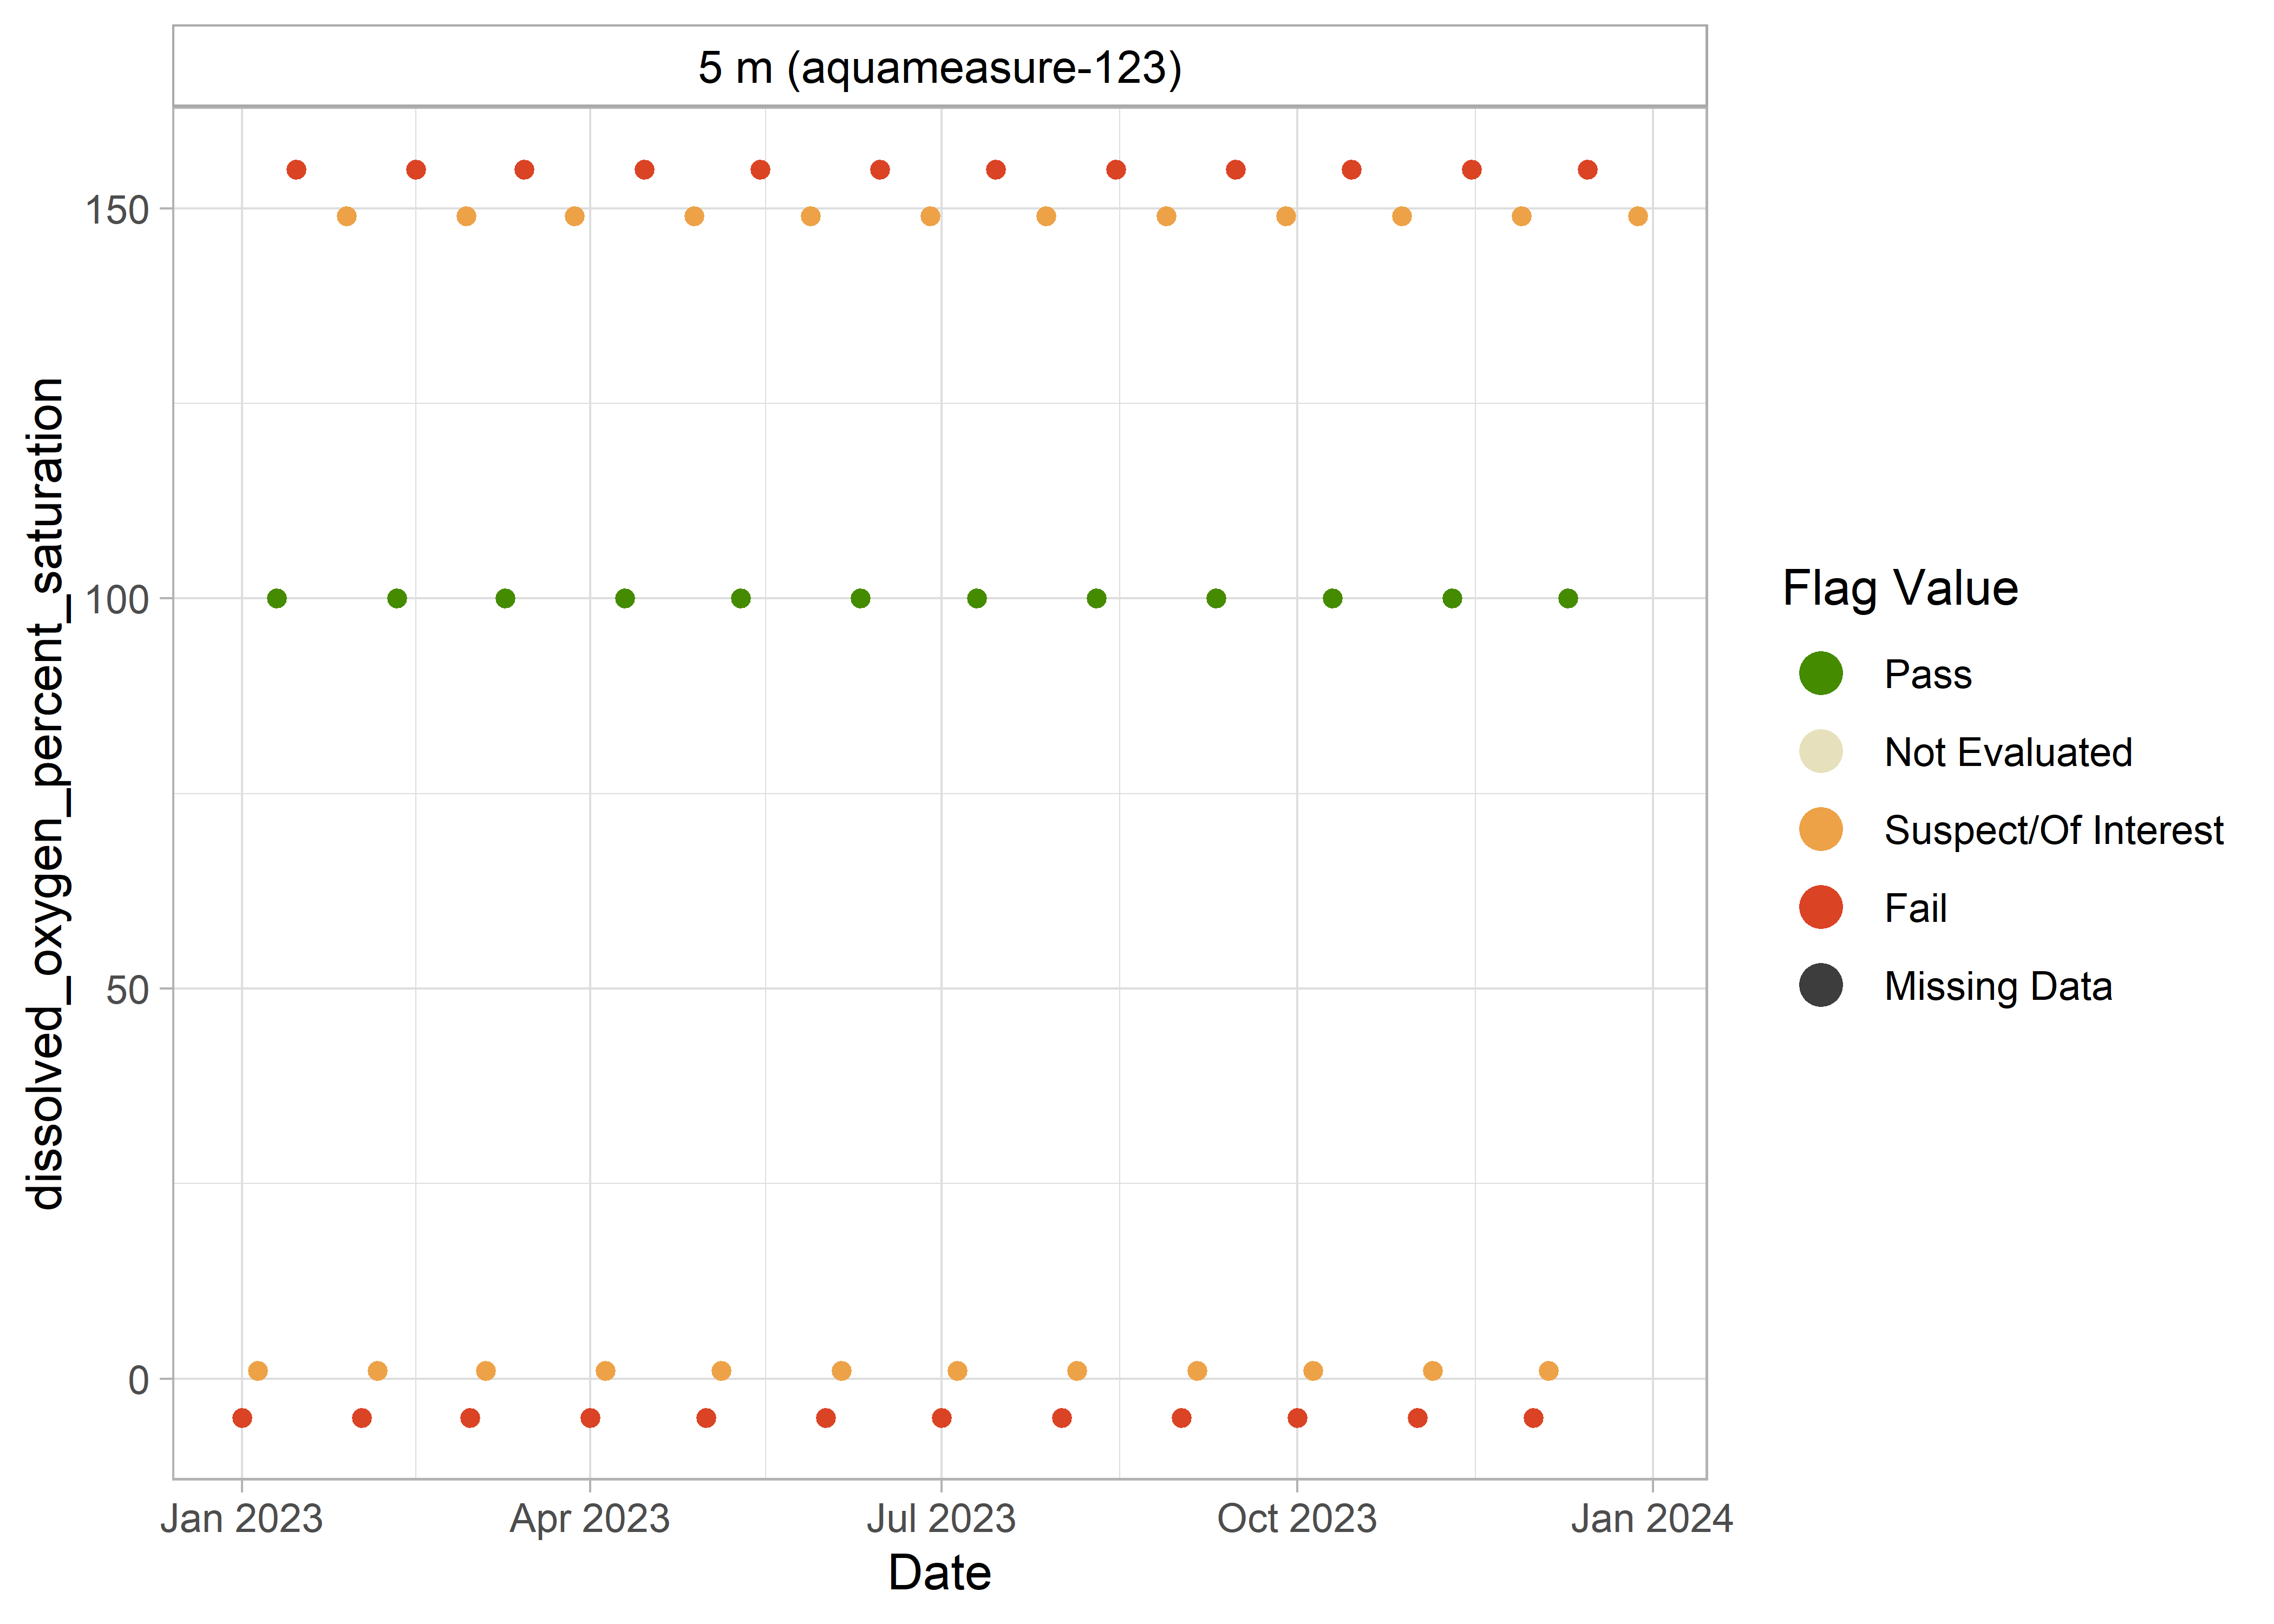 5 m (aquameasure-123)
dissolved_oxygen_percent_saturation
150
100
50
0
Jan 2023
Apr 2023
Jul 2023
Oct 2023
Jan 2024
Date
Flag Value
Pass
Not Evaluated
Suspect/Of Interest
Fail
Missing Data